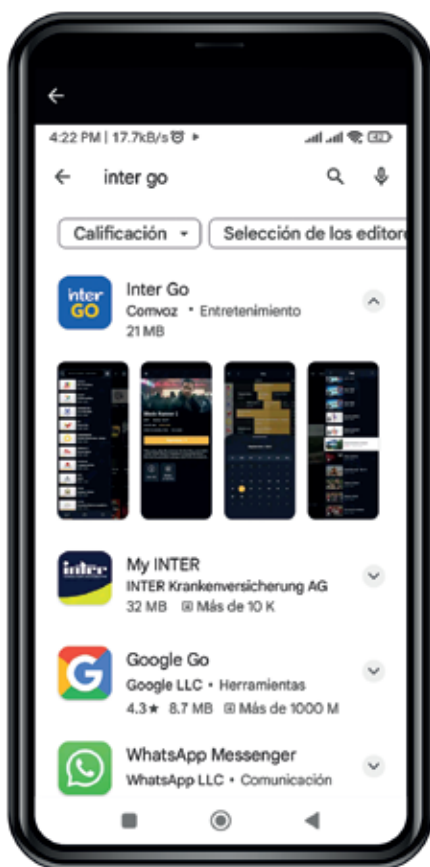 4:22 PM | 17.7kB/s
42
inter go
Calificación
Selección de los editore
inter
GO
Inter Go
Comvoz • Entretenimiento
21 MB
inter
My INTER
INTER Krankenversicherung AG
32 MB Más de 10 K
G
Google Go
Google LLC • Herramientas
4.3★ 8.7 MB Más de 1000 M
WhatsApp Messenger
WhatsApp LLC • Comunicación